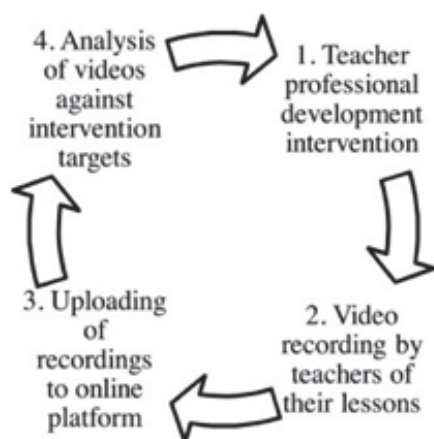 4. Analysis
of videos
against
intervention
targets
1. Teacher
professional
development
intervention
2. Video
recording by
teachers of
their lessons
3. Uploading
of
recordings
to online
platform